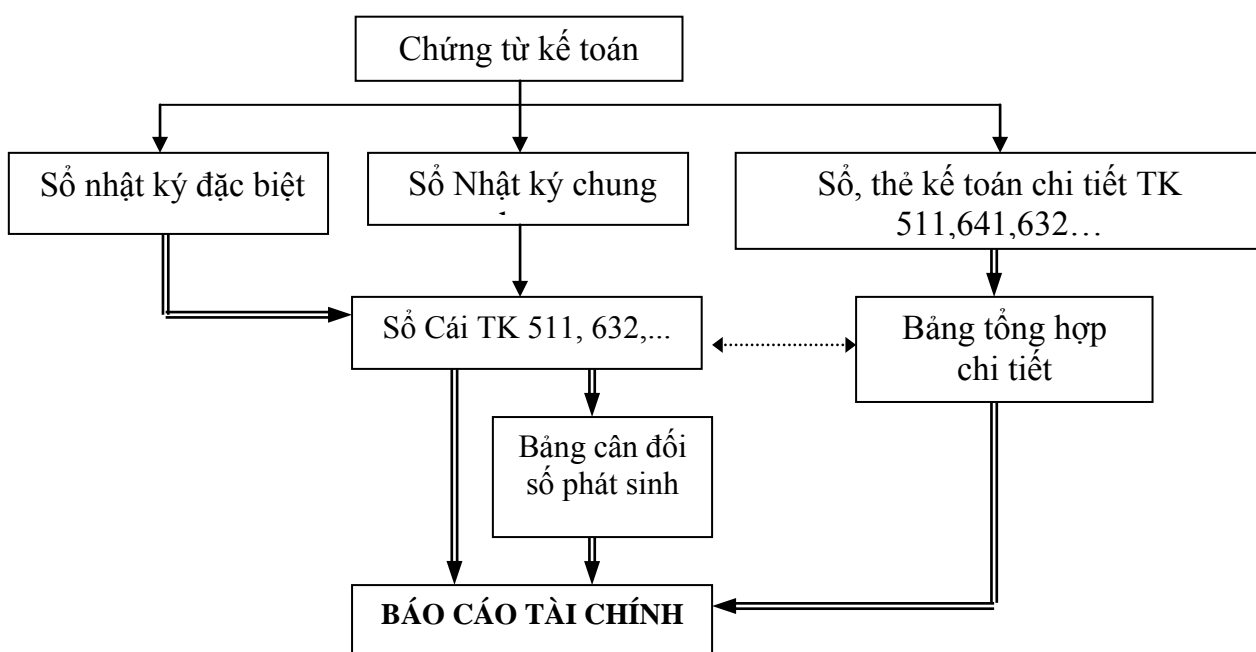 Chứng từ kế toán
Sổ nhật ký đặc biệt
Sổ Nhật ký chung
Sổ, thẻ kế toán chi tiết TK
511,641,632…
Sổ Cái TK 511, 632,...
Bảng tổng hợp
chi tiết
Bảng cân đối
số phát sinh
BÁO CÁO TÀI CHÍNH